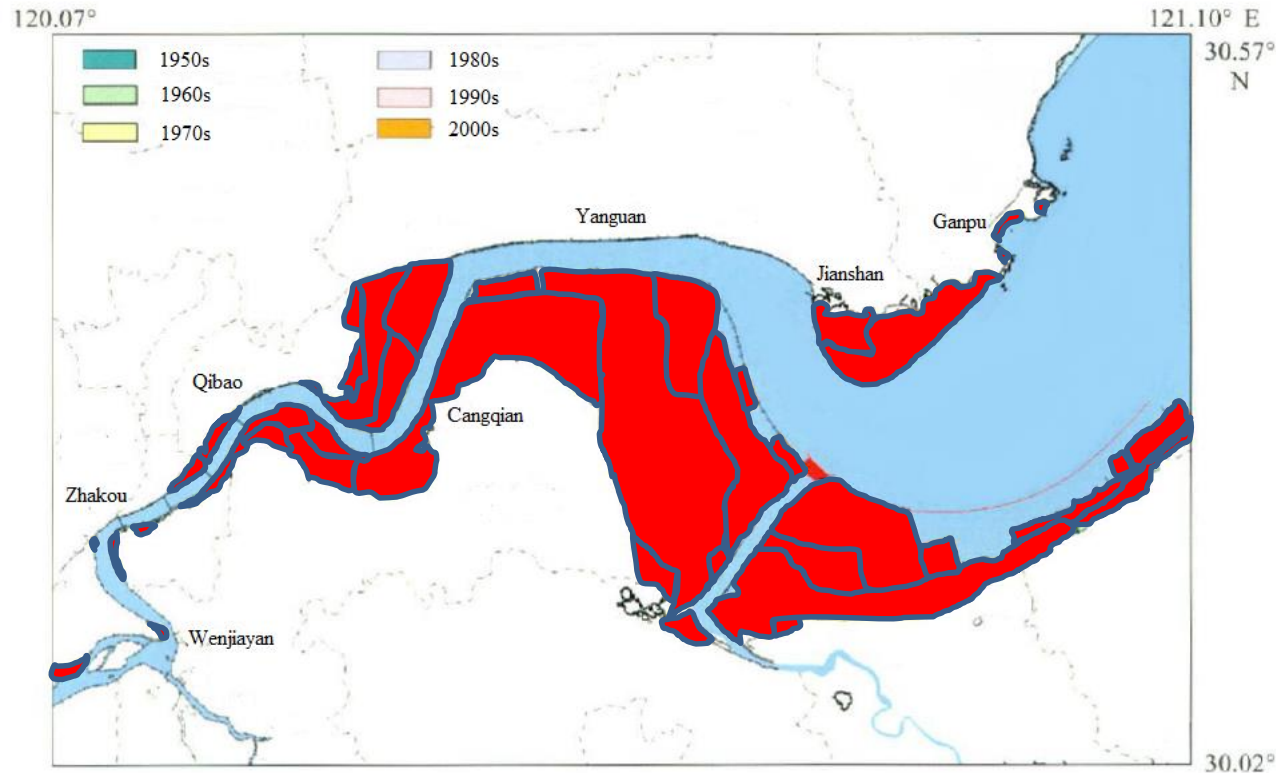 120.07°
121.10° E
30.57°
N
1950s
1980s
1960s
1990s
1970s
2000s
Yanguan
Ganpu
Jianshan
Qibao
Cangqian
Zhakou
Wenjiayan
30.02°